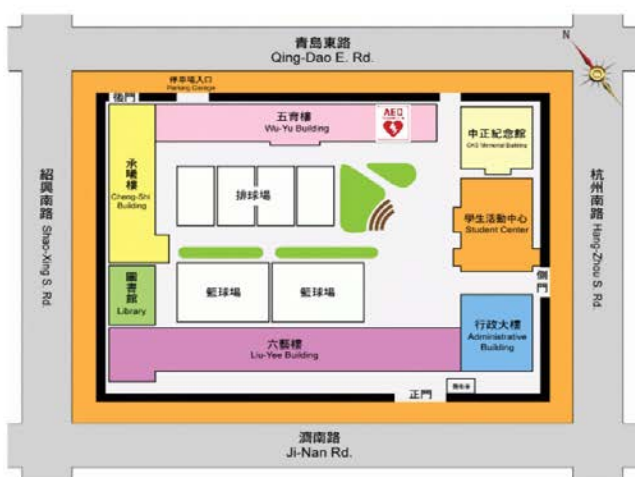 青島東路
Qing-Dao E. Rd.
N
停車場入口
Parking Garage
後門
五育樓
Wu-Yu Building
AED
中正紀念館
CKS Memorial Building
承曦樓
Cheng-Shi
Building
排球場
紹興南路
Shao-Xing S. Rd.
杭州南路
Hang-Zhou S. Rd.
學生活動中心
Student Center
圖書館
Library
籃球場
籃球場
側門
行政大樓
Administrative
Building
六藝樓
Liu-Yee Building
正門
濟南路
Ji-Nan Rd.